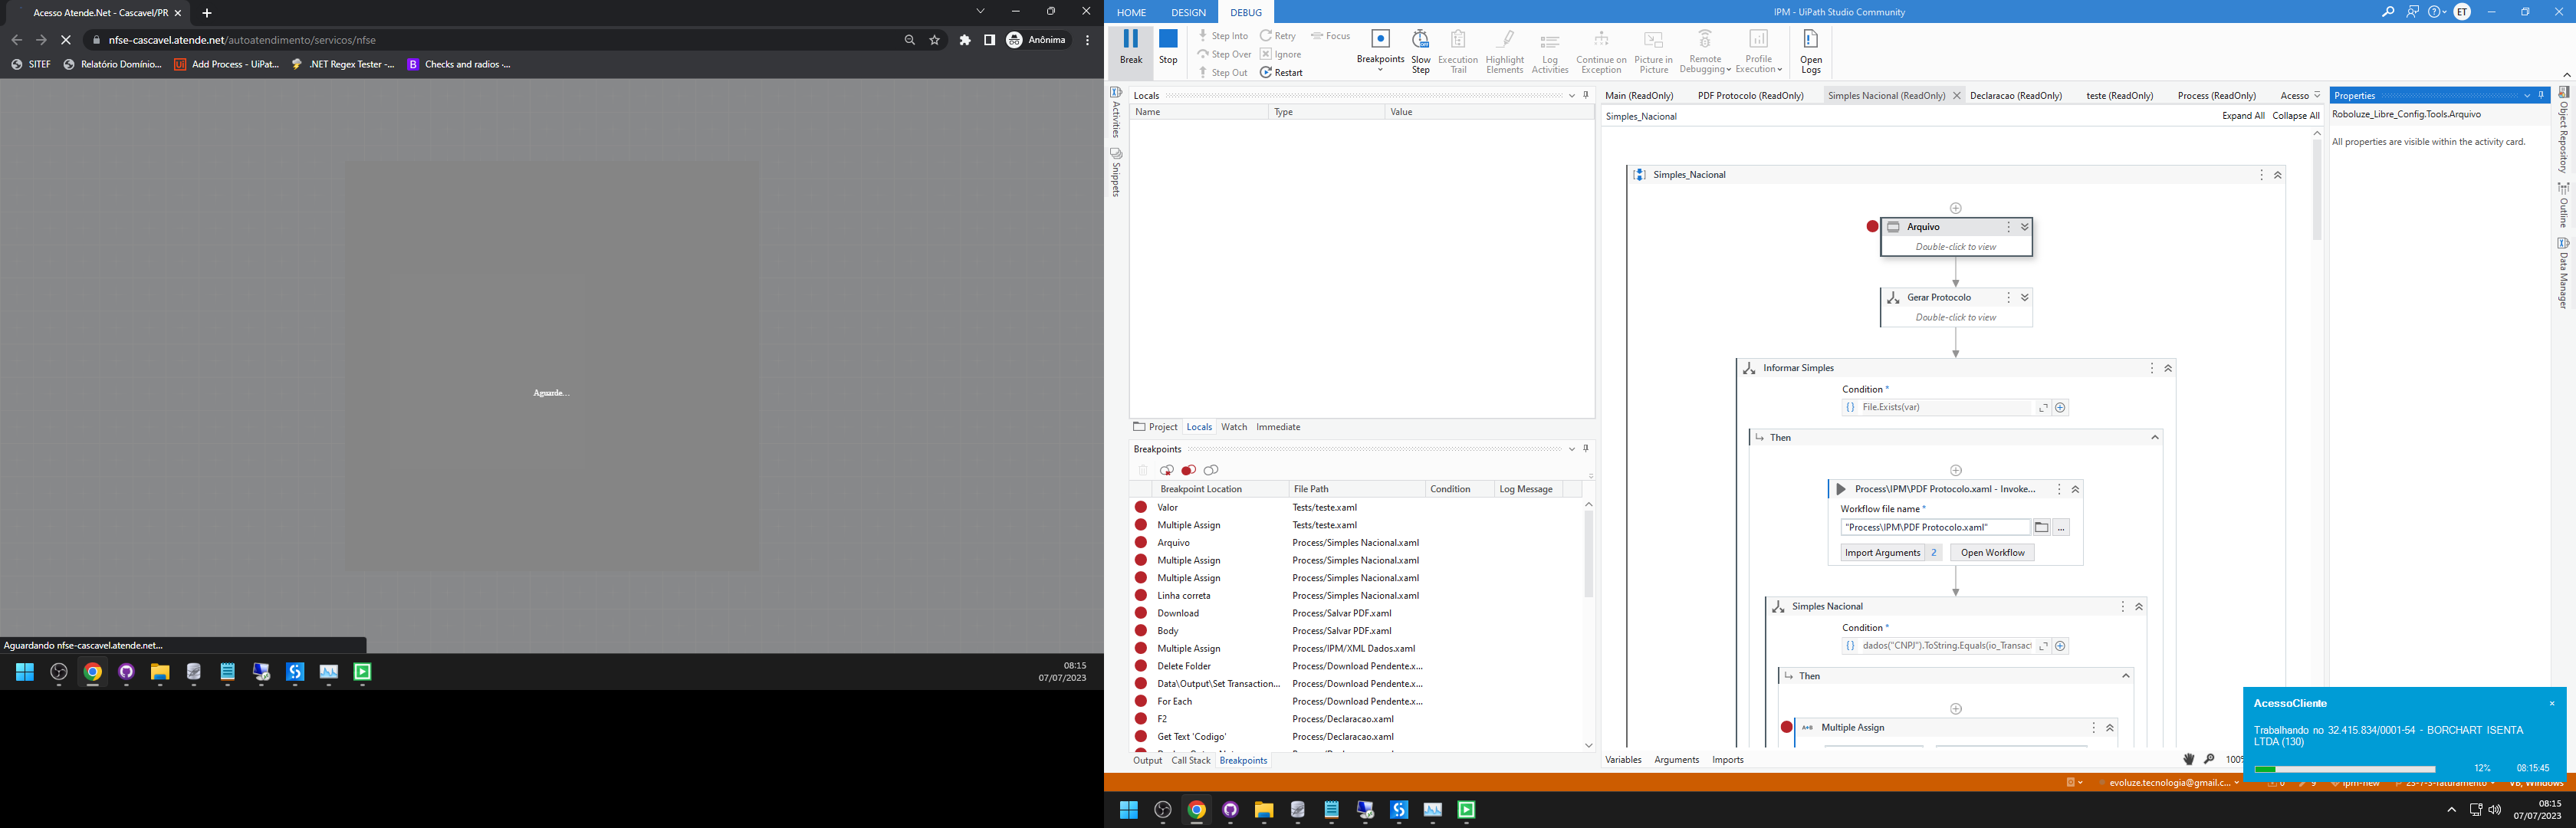 Acesso Atende.Net - Cascavel/PR
nfse-cascavel.atende.net/autoatendimento/servicos/nfse
Anônima
SITEF
Relatório Domínio...
Add Process - UiPat...
.NET Regex Tester -...
Checks and radios ·...
Aguarde...
Aguardando nfse-cascavel.atende.net...
08:15
07/07/2023
HOME DESIGN DEBUG
IPM - UiPath Studio Community
ET
Break
Stop
Step Into
Step Over
Step Out
Retry
Ignore
Restart
Focus
Breakpoints
Slow Step
Execution Trail
Highlight Elements
Log Activities
Continue on Exception
Picture in Picture
Remote Debugging
Profile Execution
Open Logs
Activities
Snippets
Locals
Name Type Value
Project Locals Watch Immediate
Breakpoints
Breakpoint Location File Path Condition Log Message
Valor Tests/teste.xaml
Multiple Assign Tests/teste.xaml
Arquivo Process/Simples Nacional.xaml
Multiple Assign Process/Simples Nacional.xaml
Multiple Assign Process/Simples Nacional.xaml
Linha correta Process/Simples Nacional.xaml
Download Process/Salvar PDF.xaml
Body Process/Salvar PDF.xaml
Multiple Assign Process/IPM/XML Dados.xaml
Delete Folder Process/Download Pendente.x...
Data\Output\Set Transaction... Process/Download Pendente.x...
For Each Process/Download Pendente.x...
F2 Process/Declaracao.xaml
Get Text 'Codigo' Process/Declaracao.xaml
Output Call Stack Breakpoints
Main (ReadOnly) PDF Protocolo (ReadOnly) Simples Nacional (ReadOnly) Declaracao (ReadOnly) teste (ReadOnly) Process (ReadOnly) Acesso
Simples_Nacional
Expand All Collapse All
Simples_Nacional
Arquivo
Double-click to view
Gerar Protocolo
Double-click to view
Informar Simples
Condition *
File.Exists(var)
Then
Process\IPM\PDF Protocolo.xaml - Invoke...
Workflow file name *
"Process\IPM\PDF Protocolo.xaml"
...
Import Arguments 2 Open Workflow
Simples Nacional
Condition *
dados("CNPJ").ToString.Equals(io_Transact
Then
Multiple Assign
Variables Arguments Imports
100%
Properties
Roboluze_Libre_Config.Tools.Arquivo
All properties are visible within the activity card.
Object Repository
Outline
Data Manager
AcessoCliente
Trabalhando no 32.415.834/0001-54 - BORCHART ISENTA
LTDA (130)
12% 08:15:45
evoluze.tecnologia@gmail.c...
08:15
07/07/2023